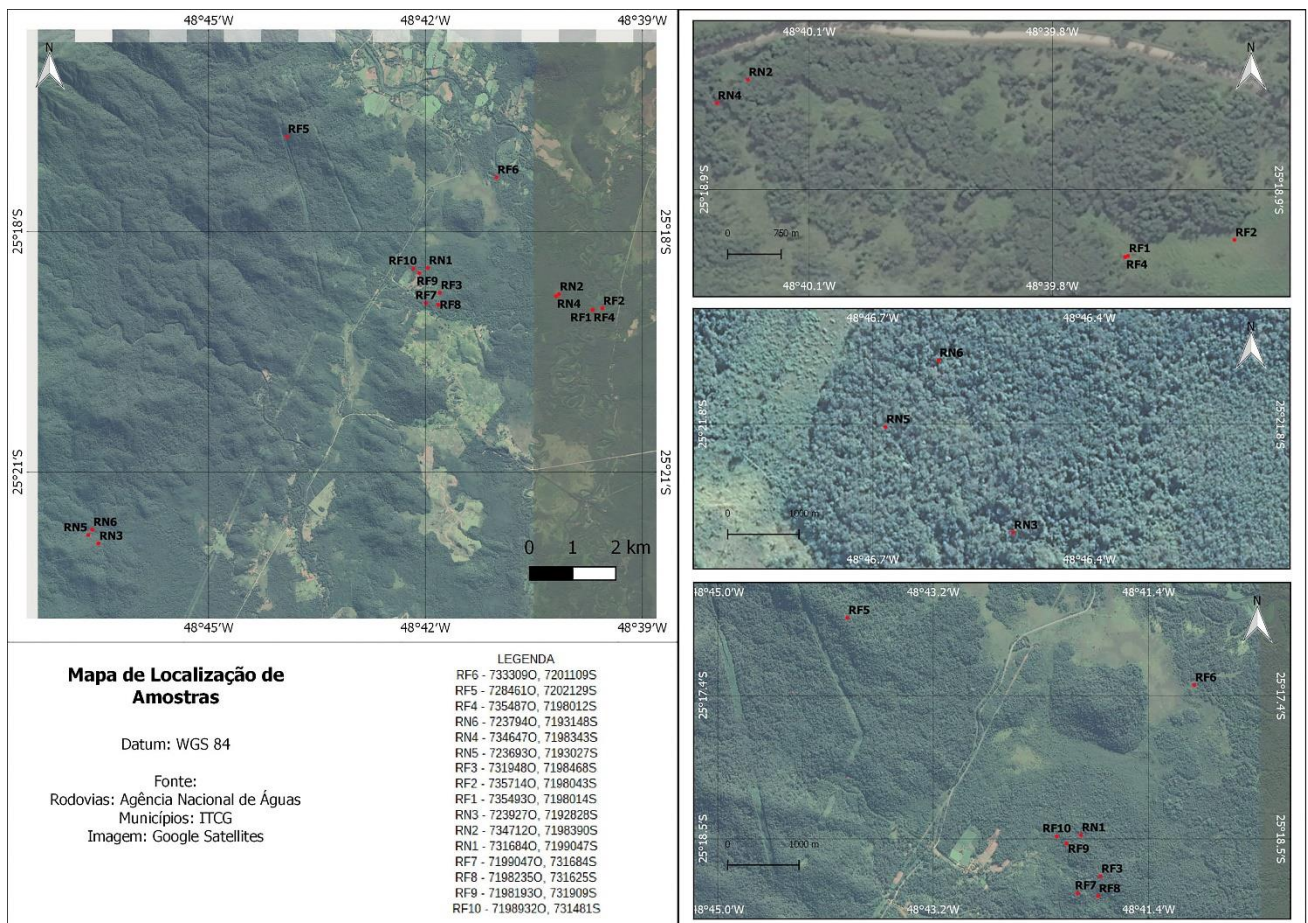 48°45'W 48°42'W 48°39'W
N
RF5
RF6
25°18'S 25°18'S
RF10 RN1
RF9
RF3
RF7
RF8
RN2
RN4
RF2
RF1 RF4
25°21'S 25°21'S
RN6
RN5
RN3
0 1 2 km
48°45'W 48°42'W 48°39'W
48°40.1'W 48°39.8'W
N
RN2
RN4
25°18.9'S 25°18.9'S
RF2
RF1
RF4
0 750 m
48°40.1'W 48°39.8'W
48°46.7'W 48°46.4'W
N
RN6
RN5
25°21.8'S 25°21.8'S
RN3
0 1000 m
48°46.7'W 48°46.4'W
48°45.0'W 48°43.2'W 48°41.4'W
N
RF5
RF6
25°17.4'S 25°17.4'S
RF10 RN1
RF9
25°18.5'S 25°18.5'S
RF3
RF7 RF8
0 1000 m
48°45.0'W 48°43.2'W 48°41.4'W
Mapa de Localização de
Amostras
Datum: WGS 84
Fonte:
Rodovias: Agência Nacional de Águas
Municípios: ITCG
Imagem: Google Satellites
LEGENDA
RF6 - 733309O, 7201109S
RF5 - 728461O, 7202129S
RF4 - 735487O, 7198012S
RN6 - 723794O, 7193148S
RN4 - 734647O, 7198343S
RN5 - 723693O, 7193027S
RF3 - 731948O, 7198468S
RF2 - 735714O, 7198043S
RF1 - 735493O, 7198014S
RN3 - 723927O, 7192828S
RN2 - 734712O, 7198390S
RN1 - 731684O, 7199047S
RF7 - 7199047O, 731684S
RF8 - 7198235O, 731625S
RF9 - 7198193O, 731909S
RF10 - 7198932O, 731481S